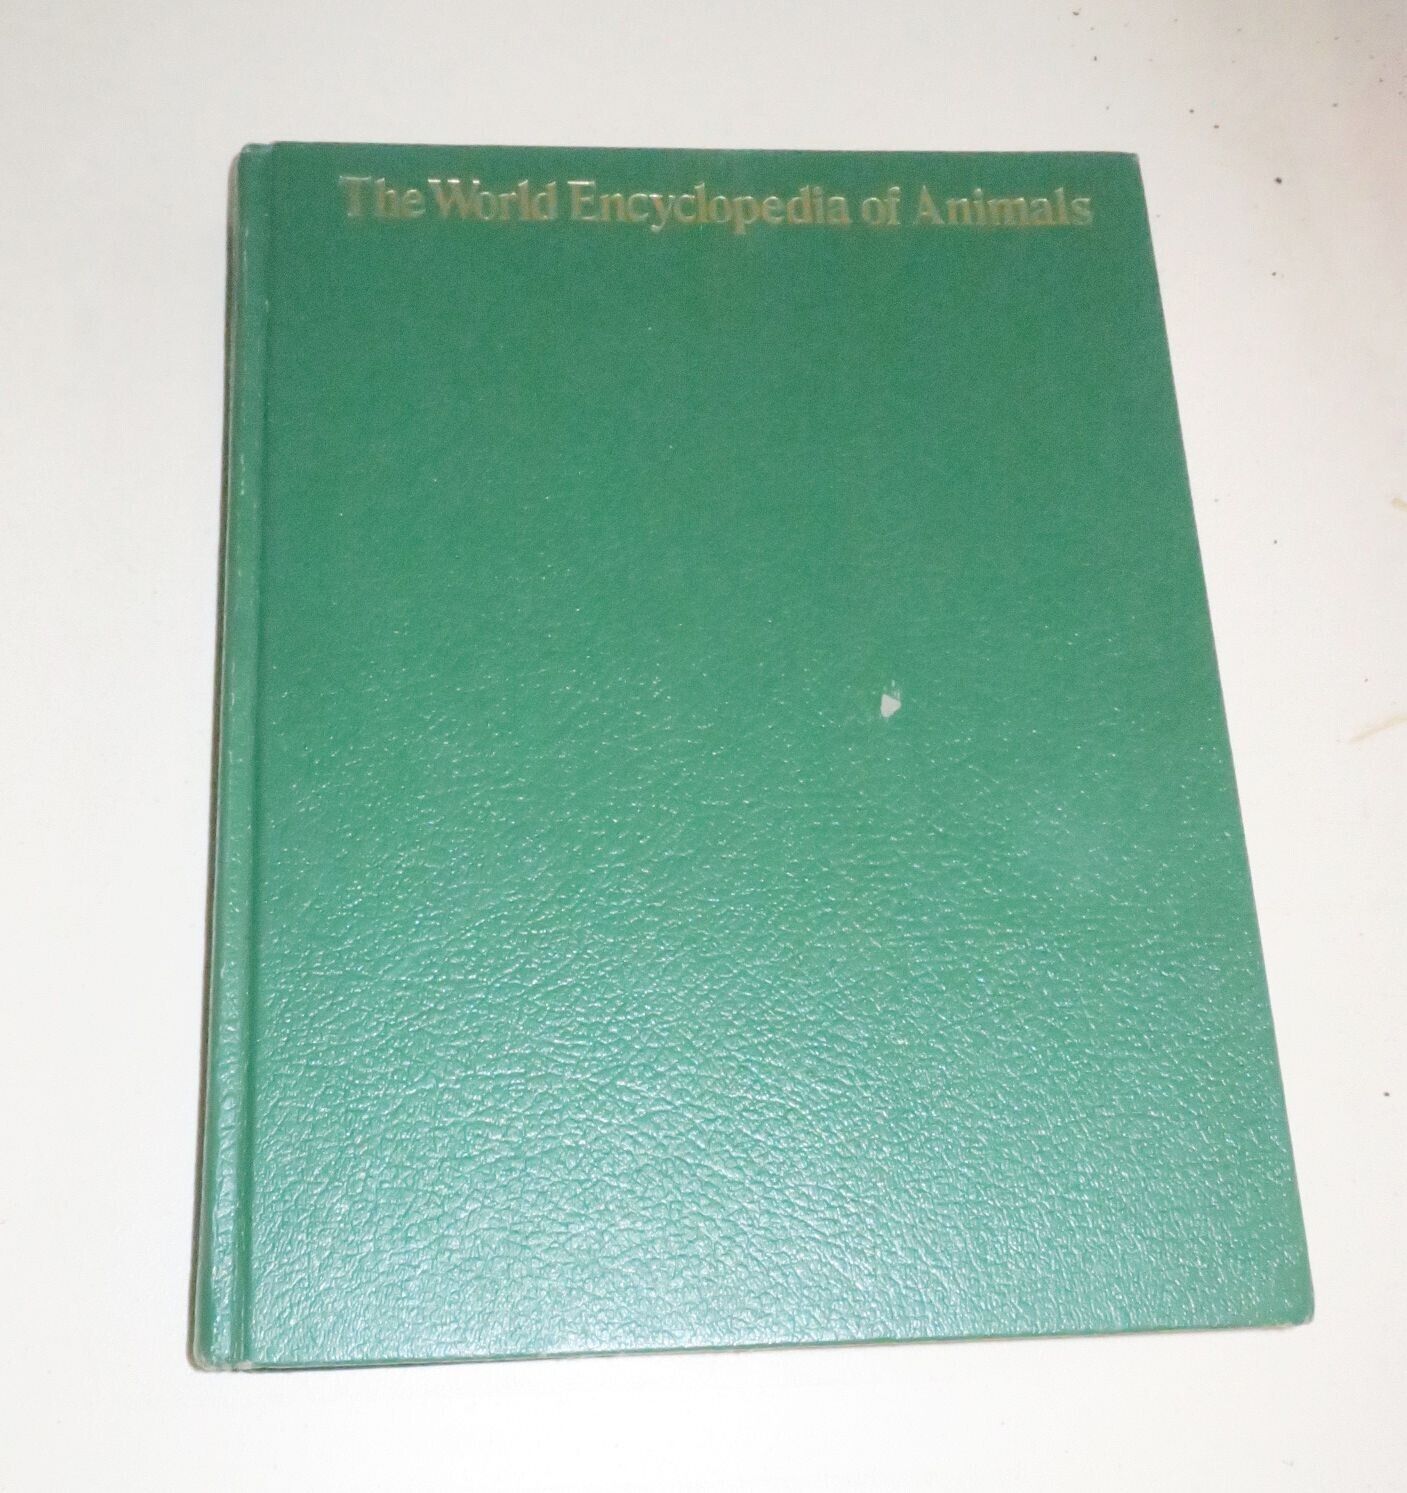 The World Encyclopedia of Animals